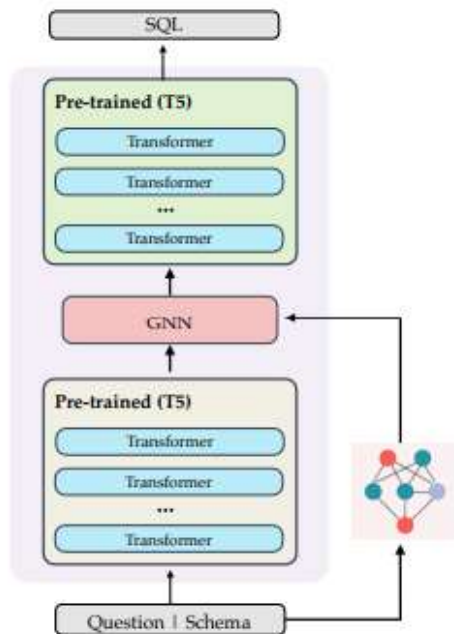 SQL
Pre-trained (T5)
Transformer
Transformer
...
Transformer
GNN
Pre-trained (T5)
Transformer
Transformer
...
Transformer
Question | Schema